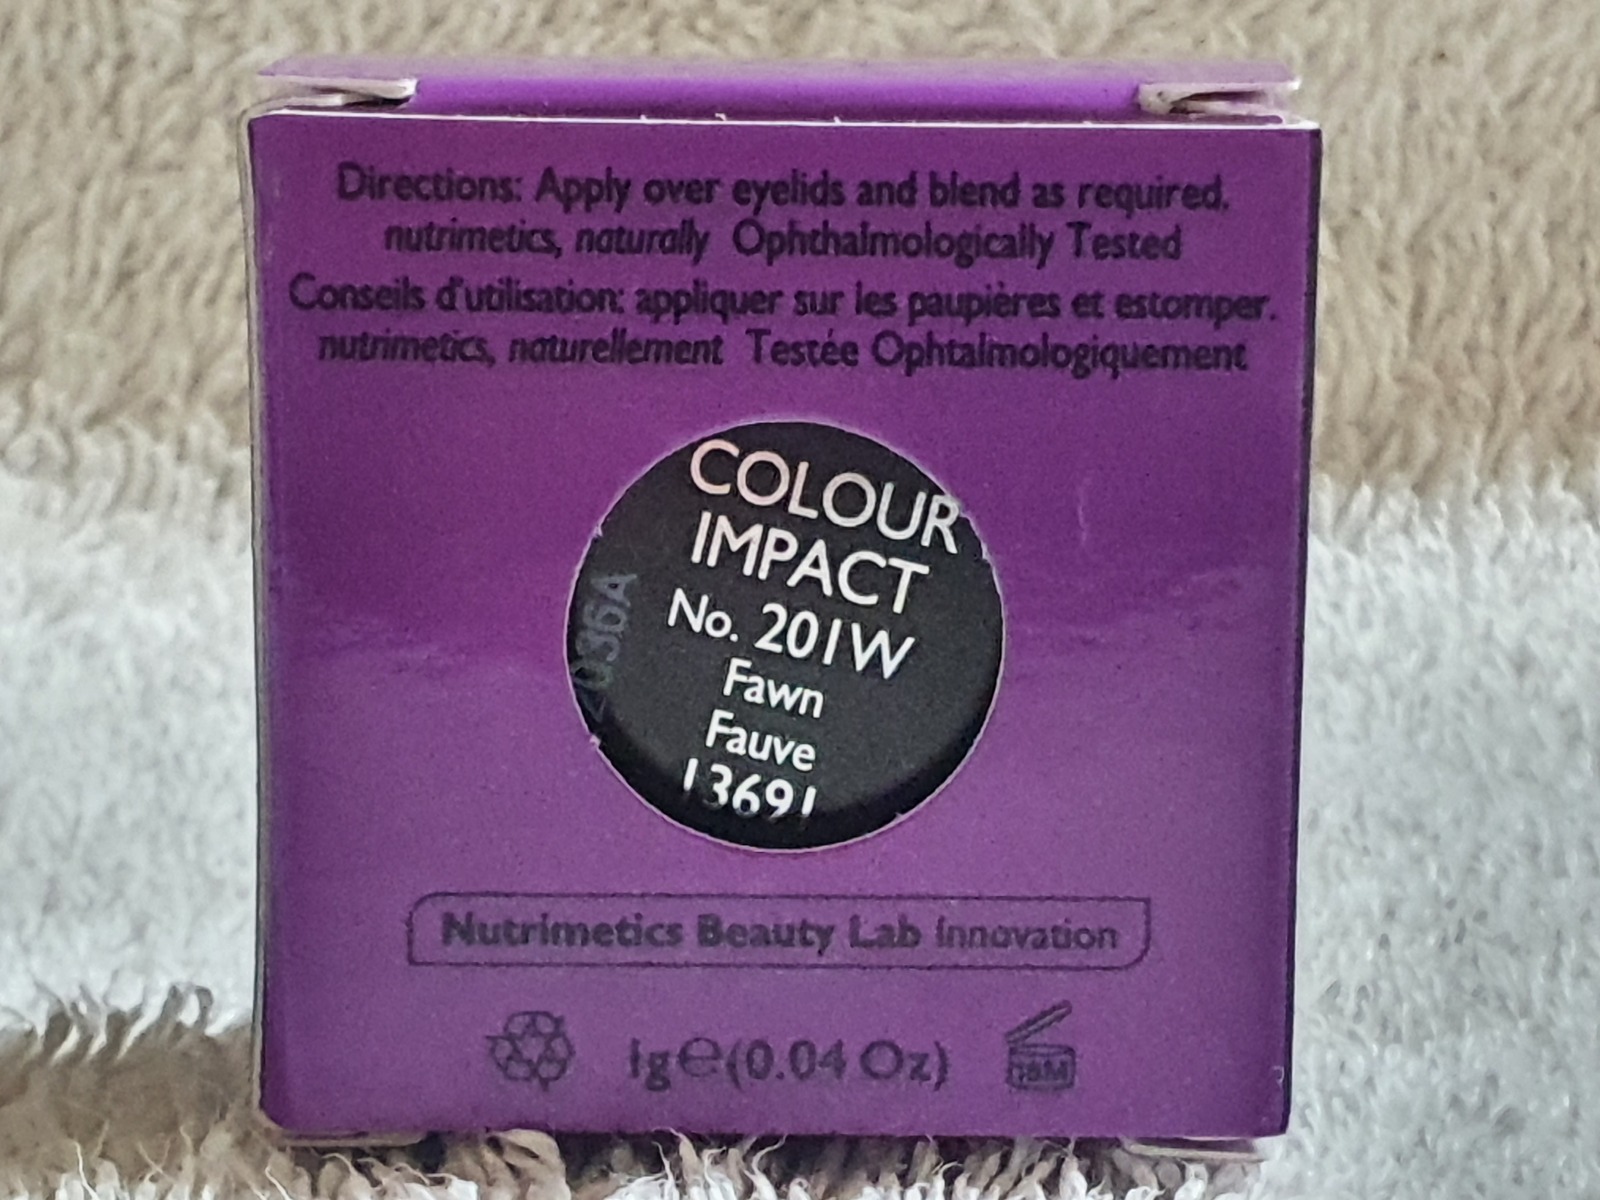 Directions: Apply over eyelids and blend as required.
nutrimetics, naturally Ophthalmologically Tested
Conseils d'utilisation: appliquer sur les paupières et estomper.
nutrimetics, naturellement Testée Ophtalmologiquement
COLOUR
IMPACT
No. 201W
Fawn
Fauve
13691
Nutrimetics Beauty Lab Innovation
1g℮(0.04 Oz)
18M